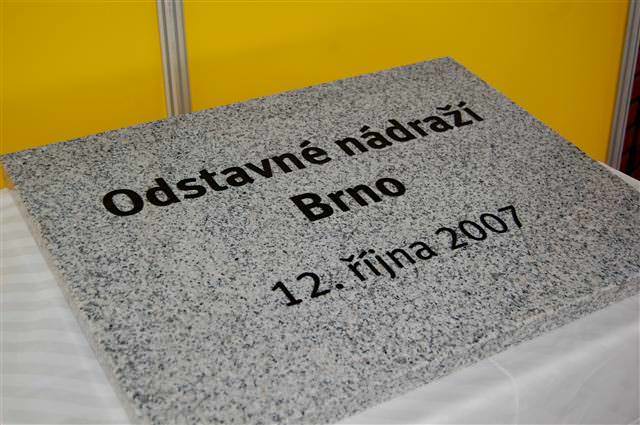 Odstavné nádraží
Brno
12. října 2007